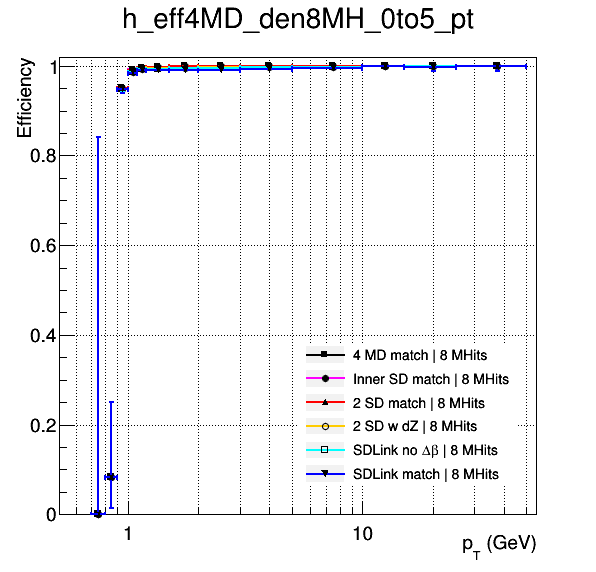 h_eff4MD_den8MH_0to5_pt
Efficiency
1
0.8
0.6
0.4
0.2
0
4 MD match | 8 MHits
Inner SD match | 8 MHits
2 SD match | 8 MHits
2 SD w dZ | 8 MHits
SDLink no Δβ | 8 MHits
SDLink match | 8 MHits
1 10
p_T (GeV)